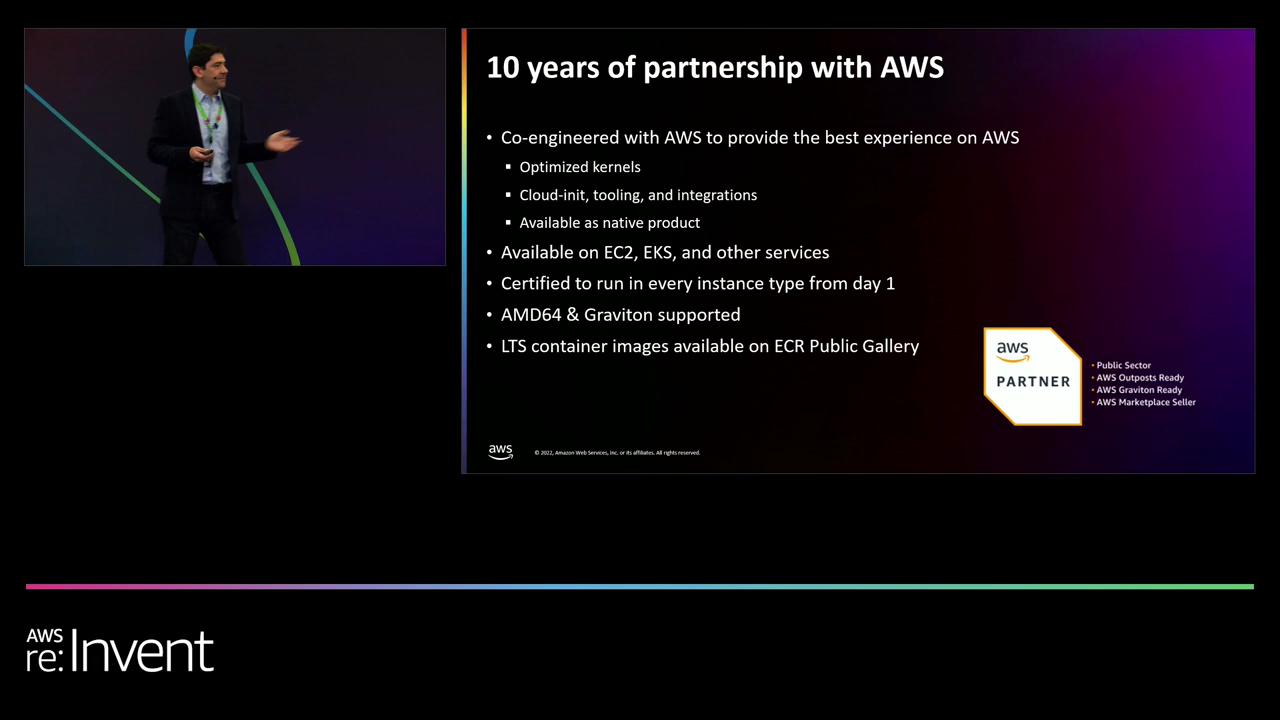 10 years of partnership with AWS
• Co-engineered with AWS to provide the best experience on AWS
▪ Optimized kernels
▪ Cloud-init, tooling, and integrations
▪ Available as native product
• Available on EC2, EKS, and other services
• Certified to run in every instance type from day 1
• AMD64 & Graviton supported
• LTS container images available on ECR Public Gallery
aws
PARTNER
• Public Sector
• AWS Outposts Ready
• AWS Graviton Ready
• AWS Marketplace Seller
aws
© 2022, Amazon Web Services, Inc. or its affiliates. All rights reserved.
AWS
re:Invent